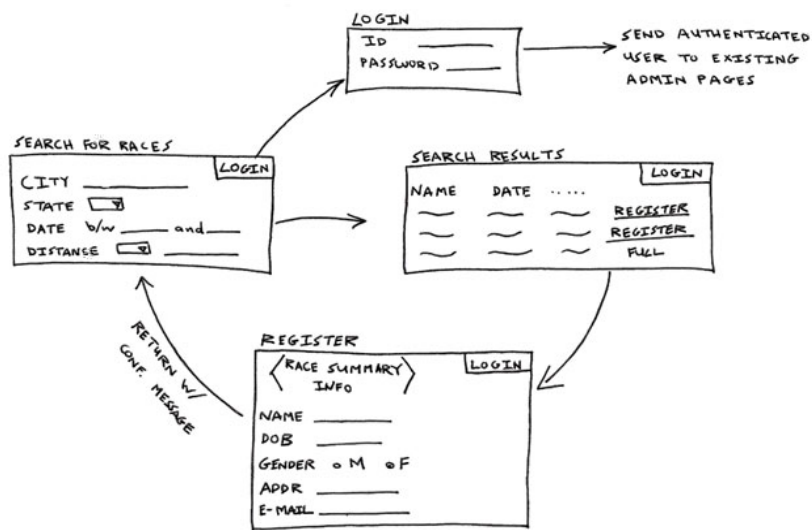 LOGIN
ID
PASSWORD
SEND AUTHENTICATED
USER TO EXISTING
ADMIN PAGES
SEARCH FOR RACES
LOGIN
CITY
STATE
DATE b/w and
DISTANCE
SEARCH RESULTS
LOGIN
NAME DATE .....
REGISTER
REGISTER
FULL
REGISTER
LOGIN
<RACE SUMMARY
INFO>
NAME
DOB
GENDER o M o F
ADDR
E-MAIL
RETURN W/
CONF. MESSAGE